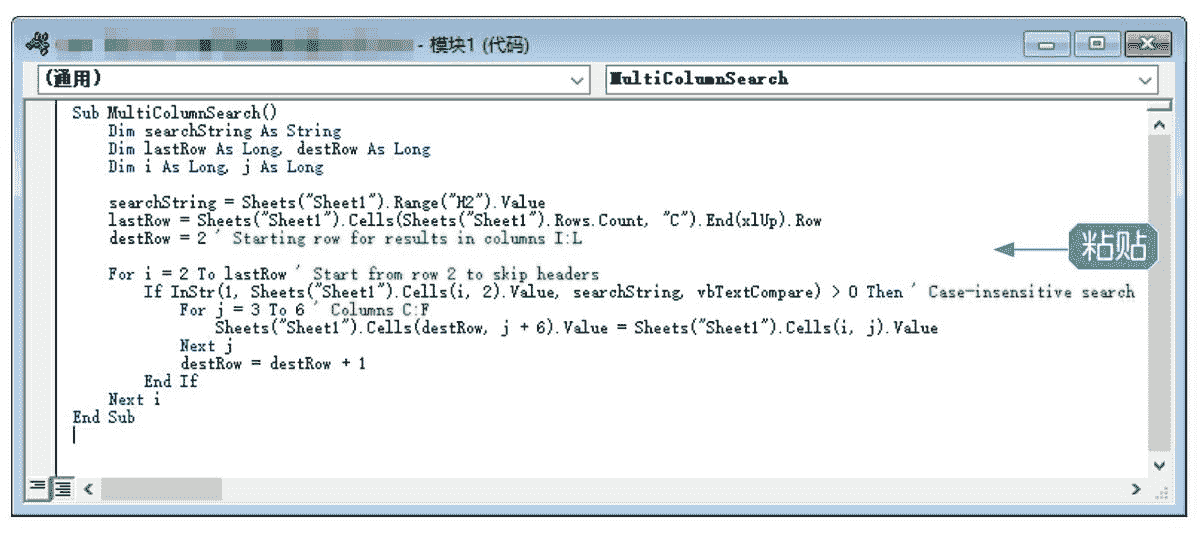 - 模块1 (代码)
(通用)
MultiColumnSearch
Sub MultiColumnSearch()
    Dim searchString As String
    Dim lastRow As Long, destRow As Long
    Dim i As Long, j As Long
    searchString = Sheets("Sheet1").Range("H2").Value
    lastRow = Sheets("Sheet1").Cells(Sheets("Sheet1").Rows.Count, "C").End(xlUp).Row
    destRow = 2 ' Starting row for results in columns I:L
粘贴
    For i = 2 To lastRow ' Start from row 2 to skip headers
        If InStr(1, Sheets("Sheet1").Cells(i, 2).Value, searchString, vbTextCompare) > 0 Then ' Case-insensitive search
            For j = 3 To 6 ' Columns C:F
                Sheets("Sheet1").Cells(destRow, j + 6).Value = Sheets("Sheet1").Cells(i, j).Value
            Next j
            destRow = destRow + 1
        End If
    Next i
End Sub